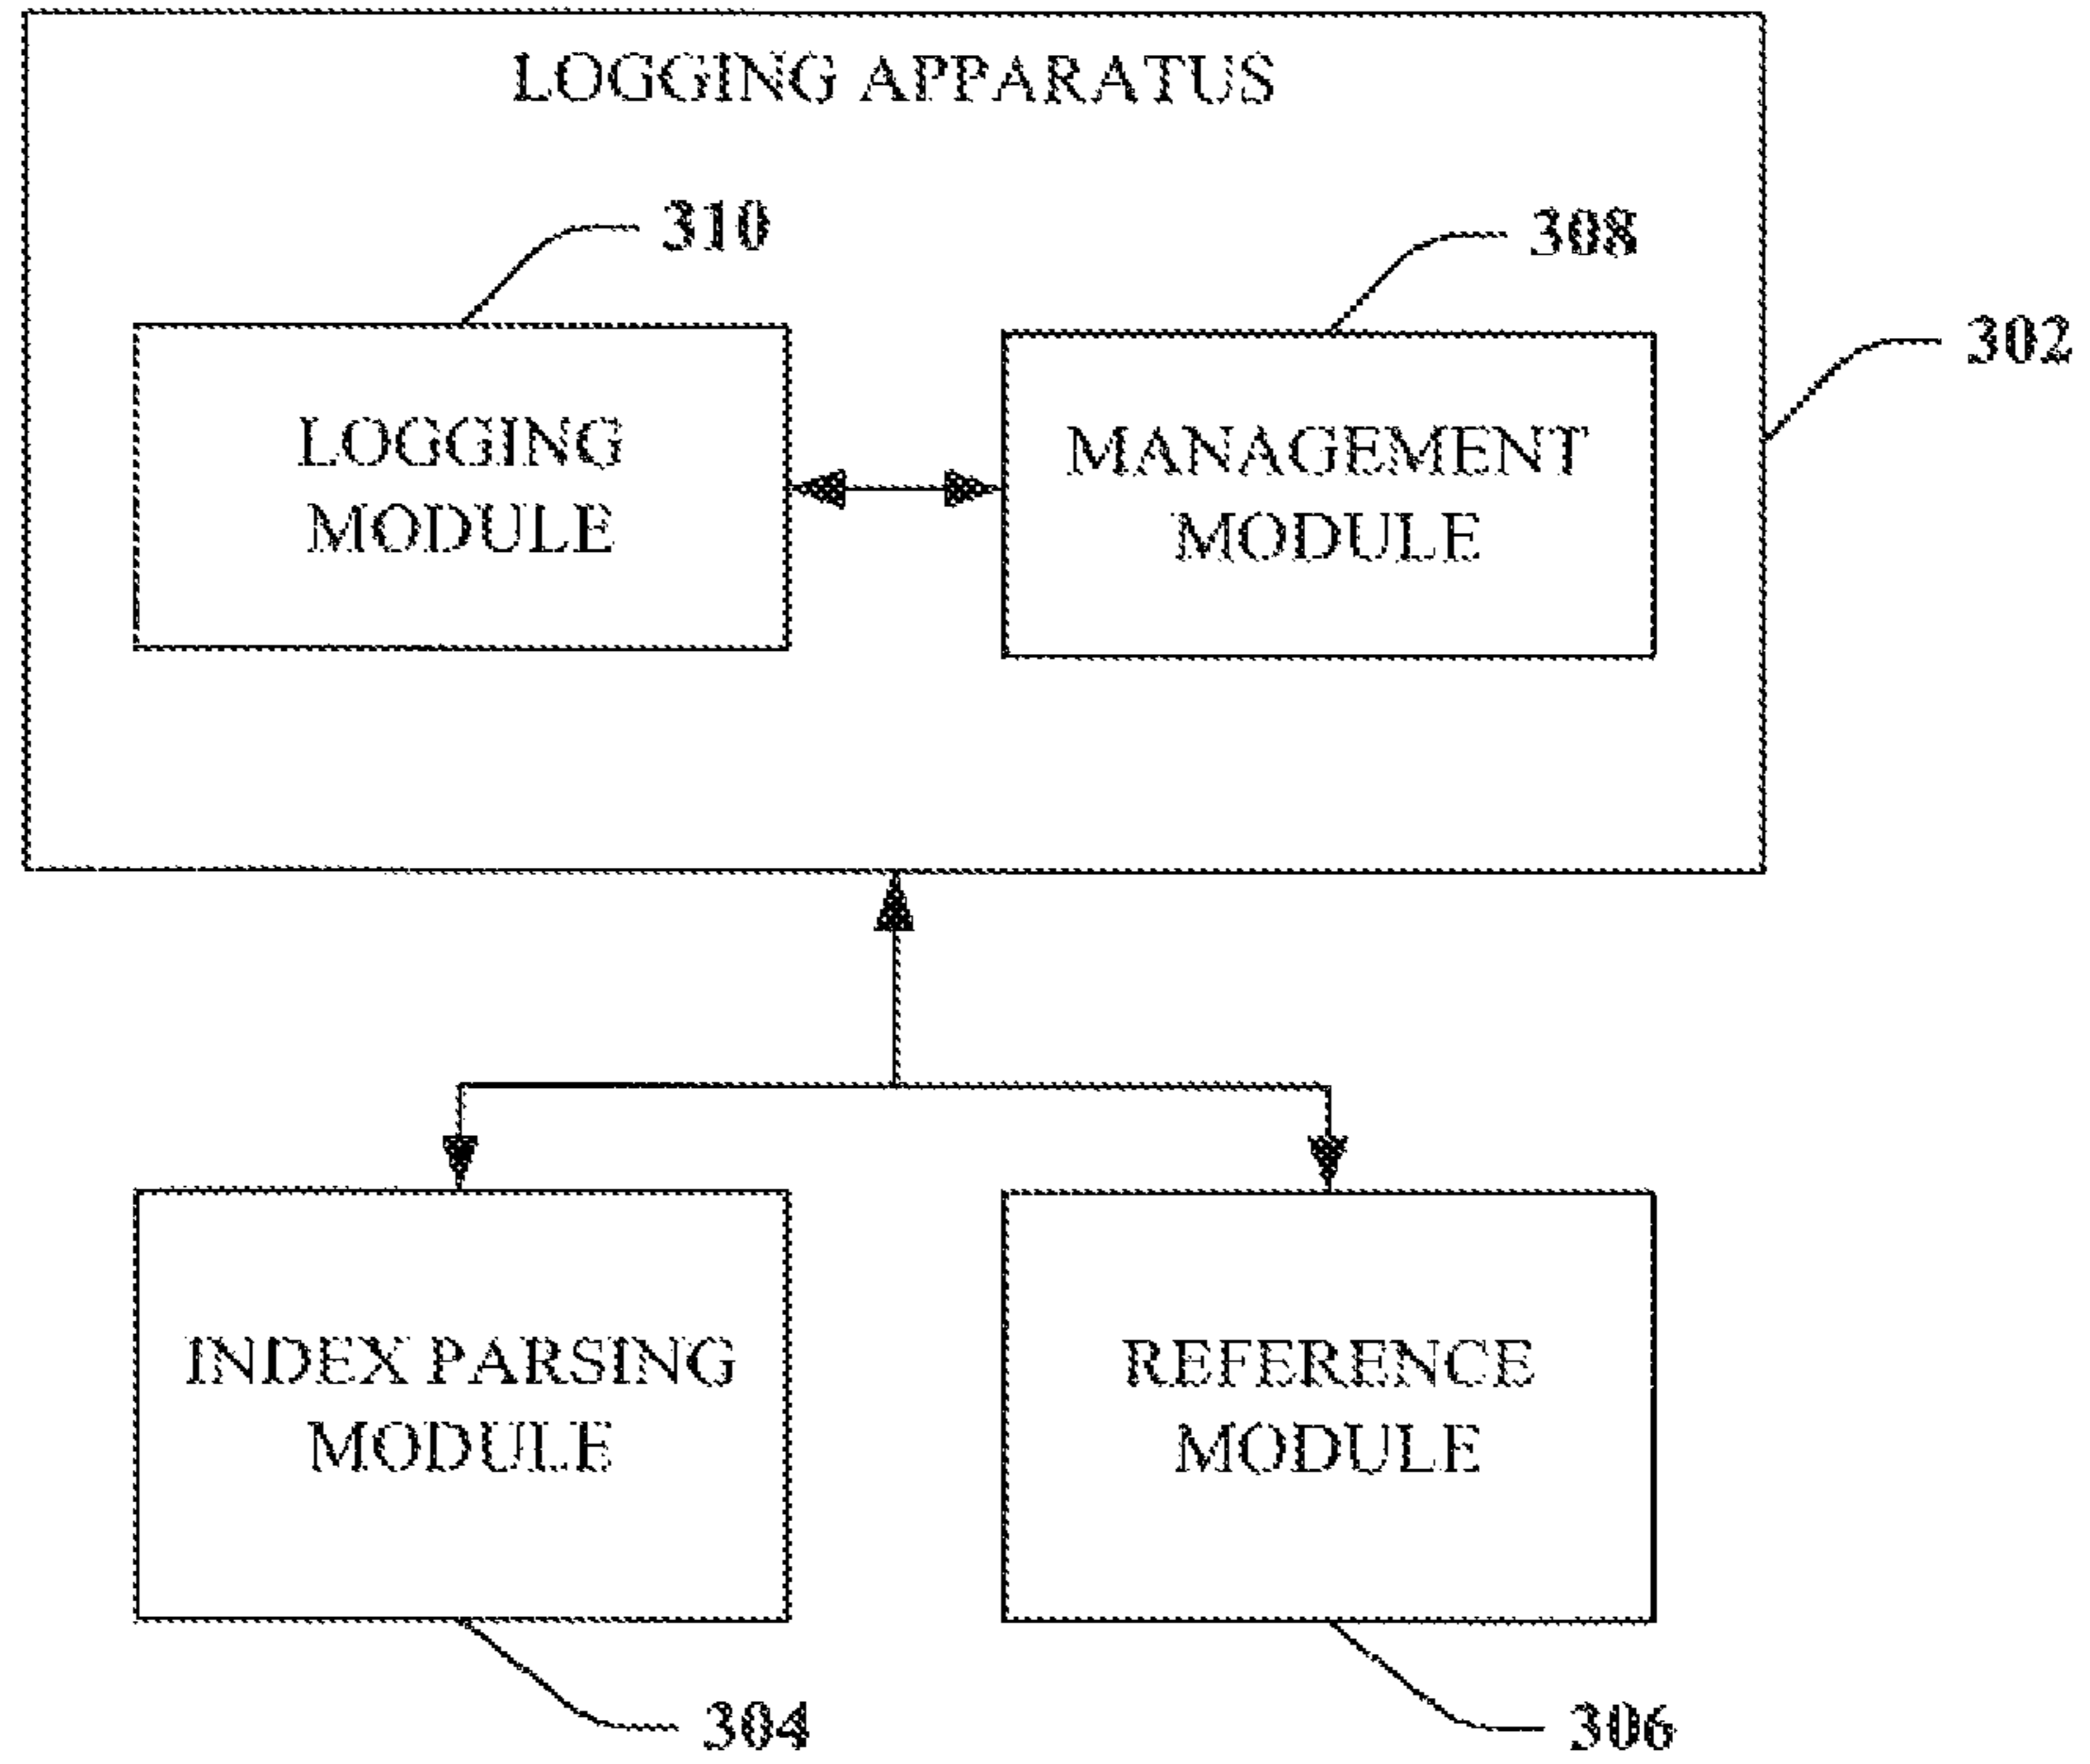 LOGGING APPARATUS
310
308
302
LOGGING
MODULE
MANAGEMENT
MODULE
INDEX PARSING
MODULE
REFERENCE
MODULE
304
306